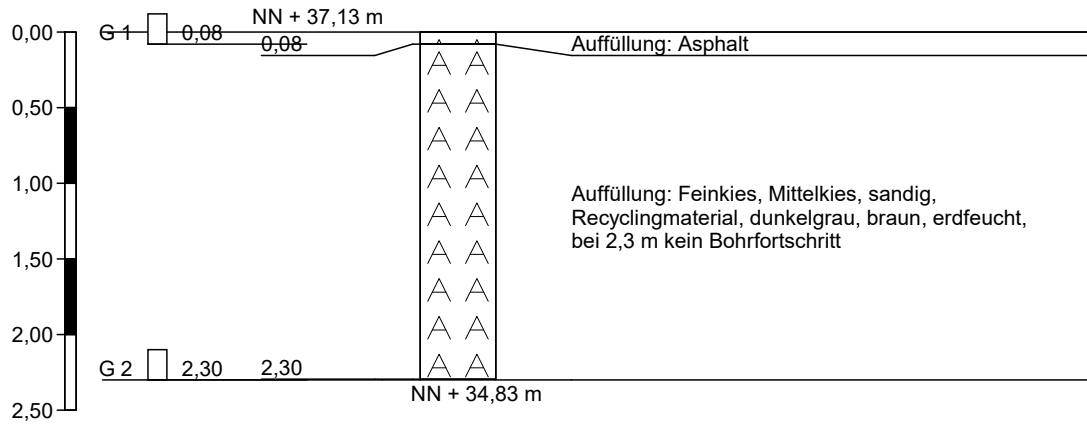 NN + 37,13 m
0,00
G 1 0,08
0,08
Auffüllung: Asphalt
0,50
1,00
Auffüllung: Feinkies, Mittelkies, sandig,
Recyclingmaterial, dunkelgrau, braun, erdfeucht,
bei 2,3 m kein Bohrfortschritt
1,50
2,00
G 2 2,30 2,30
NN + 34,83 m
2,50
A A
A A
A A
A A
A A
A A
A A
A A
A A